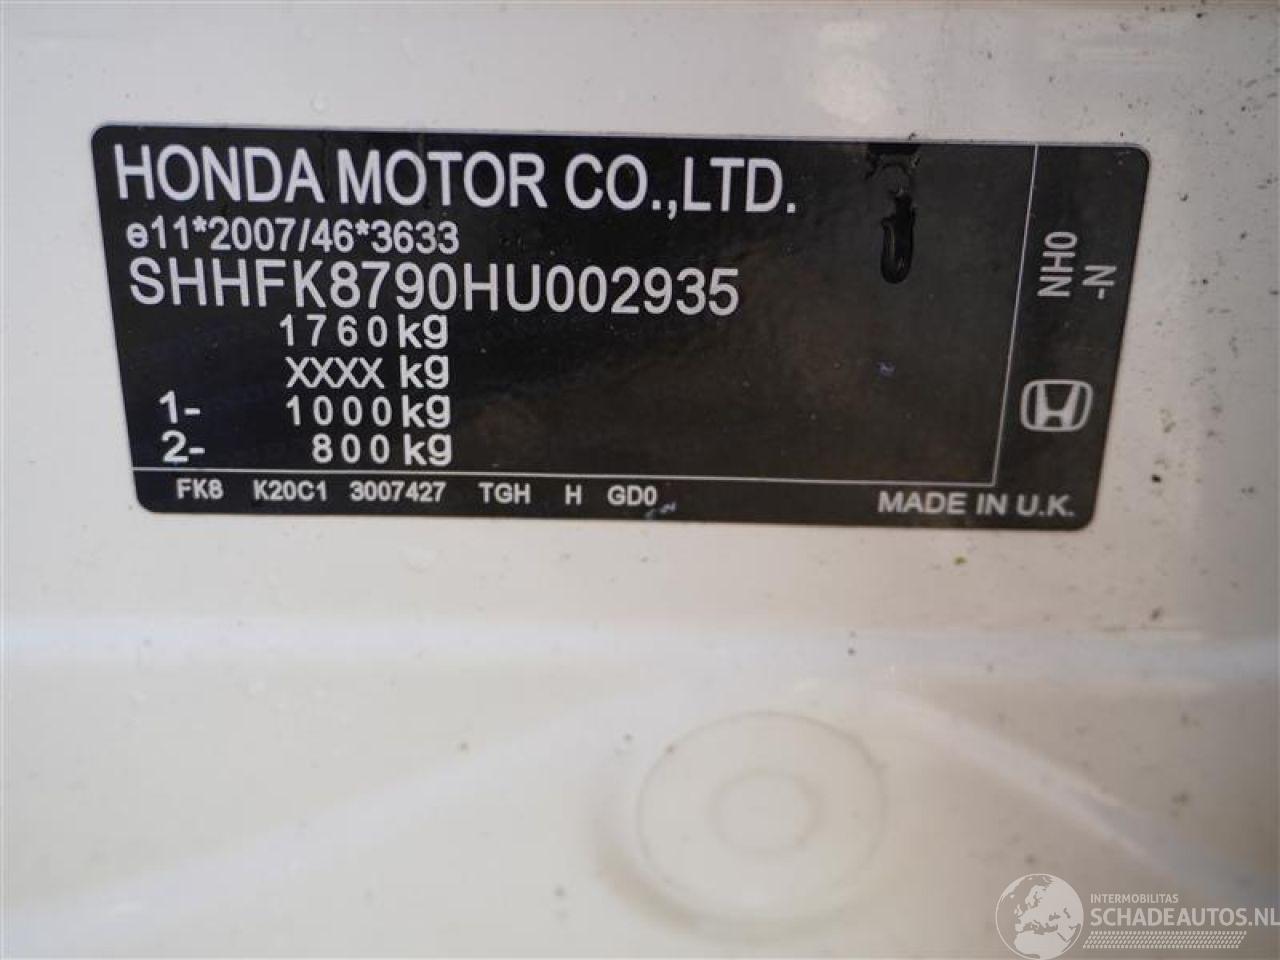 HONDA MOTOR CO.,LTD.
e11*2007/46*3633
SHHFK8790HU002935
1760kg
XXXX kg
1- 1000kg
2- 800kg
FK8 K20C1 3007427 TGH H GD0
MADE IN U.K.
NH0
N-
INTERMOBILITAS
SCHADEAUTOS.NL